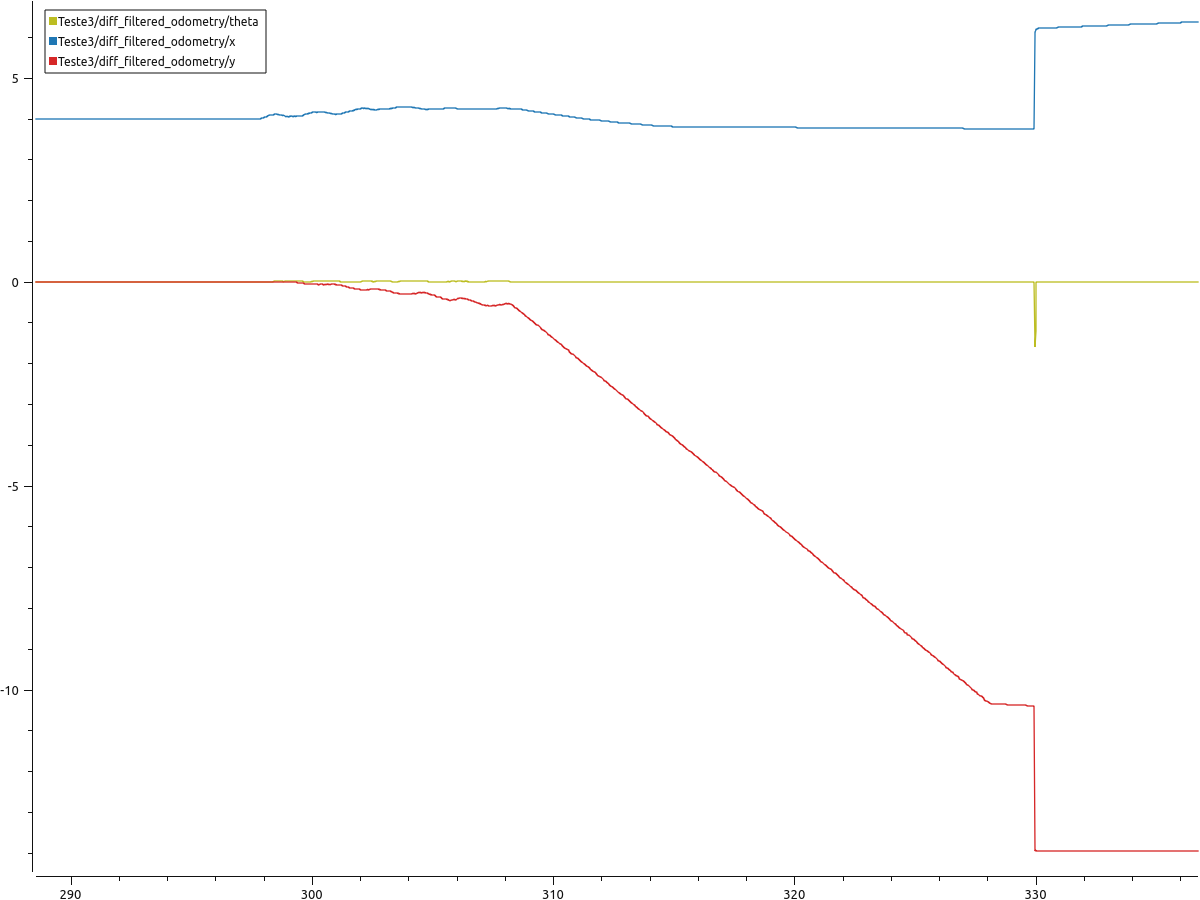 Teste3/diff_filtered_odometry/theta
Teste3/diff_filtered_odometry/x
Teste3/diff_filtered_odometry/y
5
0
-5
-10
290 300 310 320 330